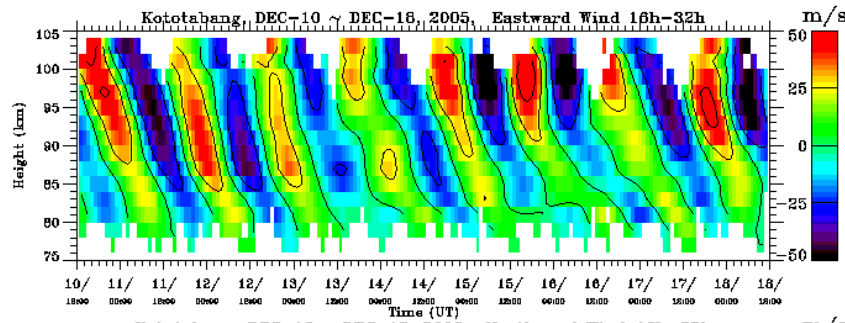 Kototabang, DEC-10 ~ DEC-18, 2005, Eastward Wind 16h-32h
m/s
105
100
95
90
85
80
75
Height (km)
50
25
0
-25
-50
10/ 11/ 11/ 12/ 12/ 13/ 13/ 14/ 14/ 15/ 15/ 16/ 16/ 17/ 17/ 18/ 18/
12:00 00:00 12:00 00:00 12:00 00:00 12:00 00:00 12:00 00:00 12:00 00:00 12:00 00:00 12:00 00:00 12:00
Time (UT)